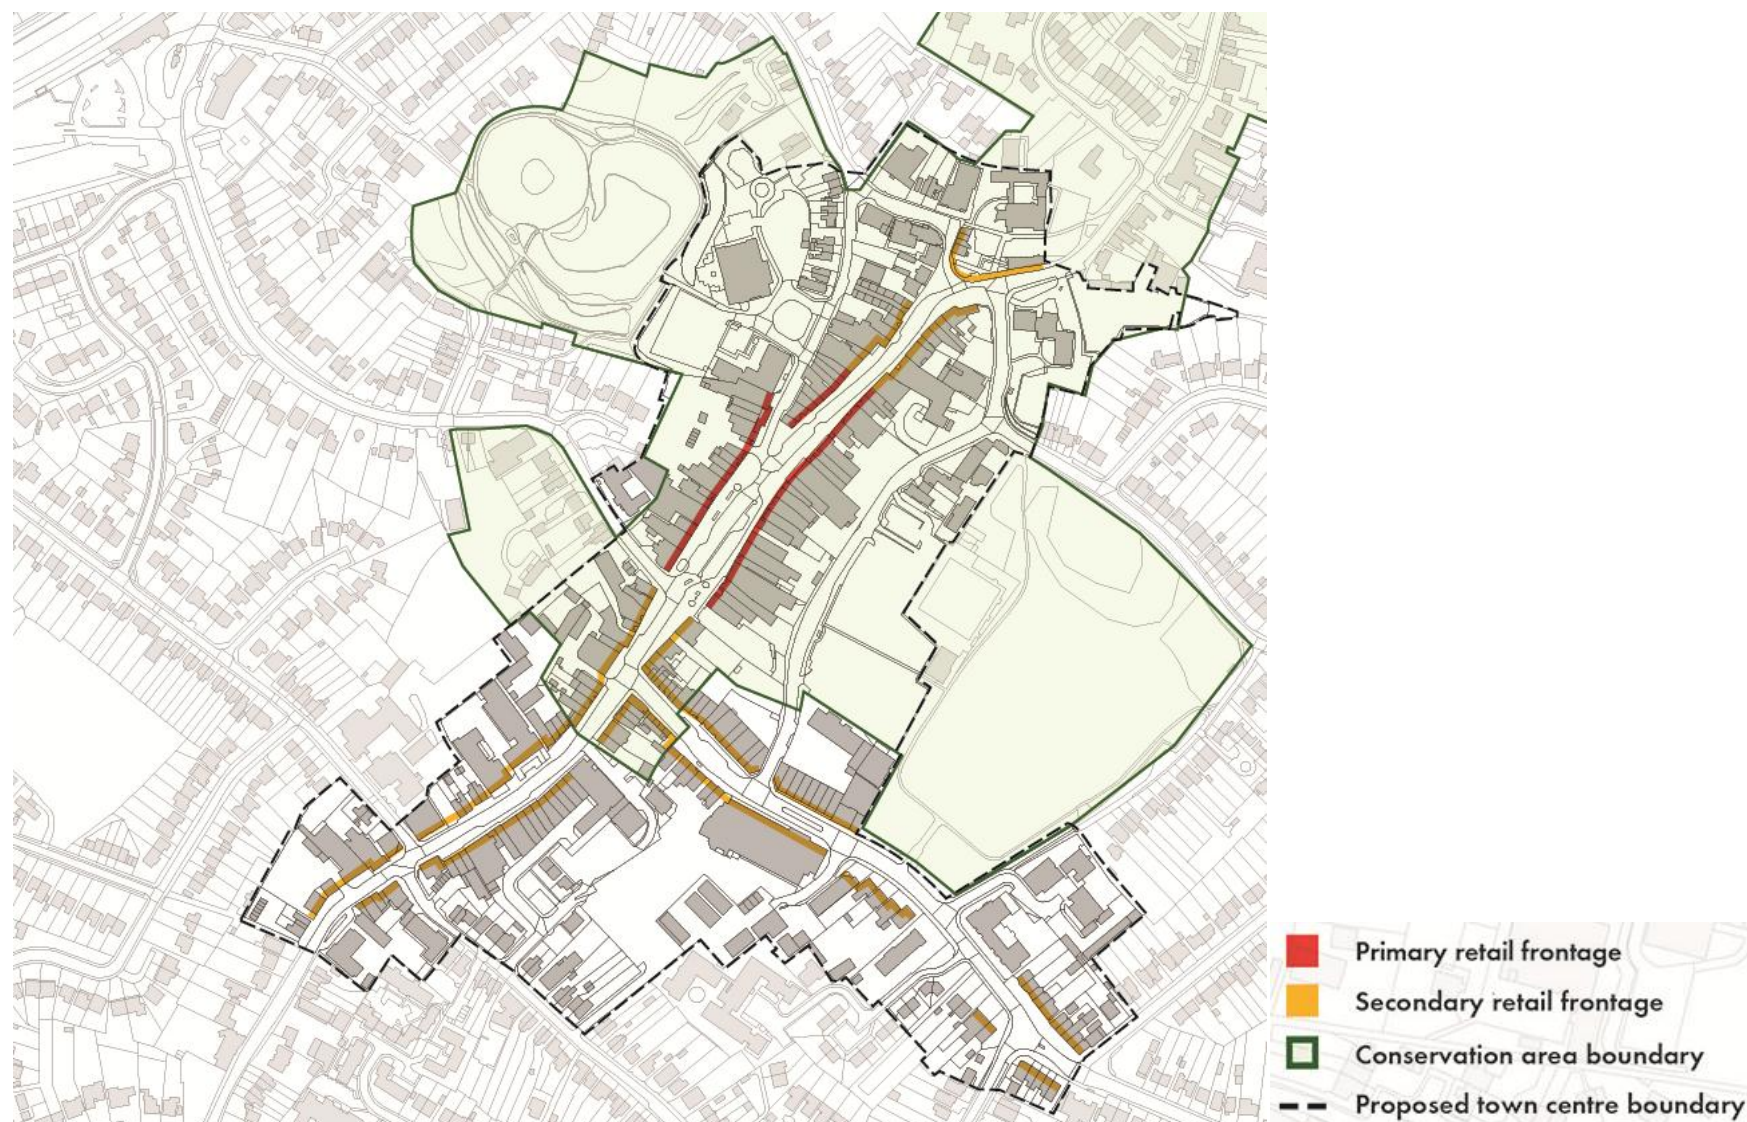 Primary retail frontage
Secondary retail frontage
Conservation area boundary
Proposed town centre boundary